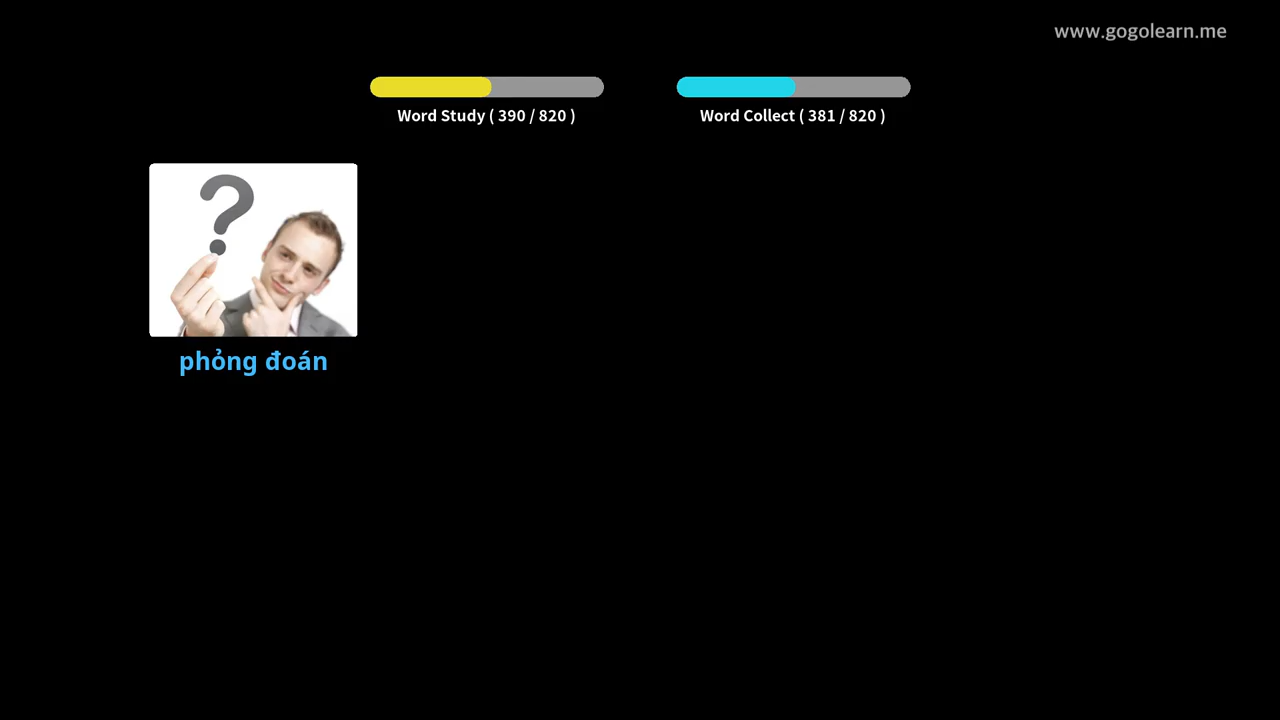 www.gogolearn.me
Word Study ( 390 / 820 )
Word Collect ( 381 / 820 )
?
phỏng đoán